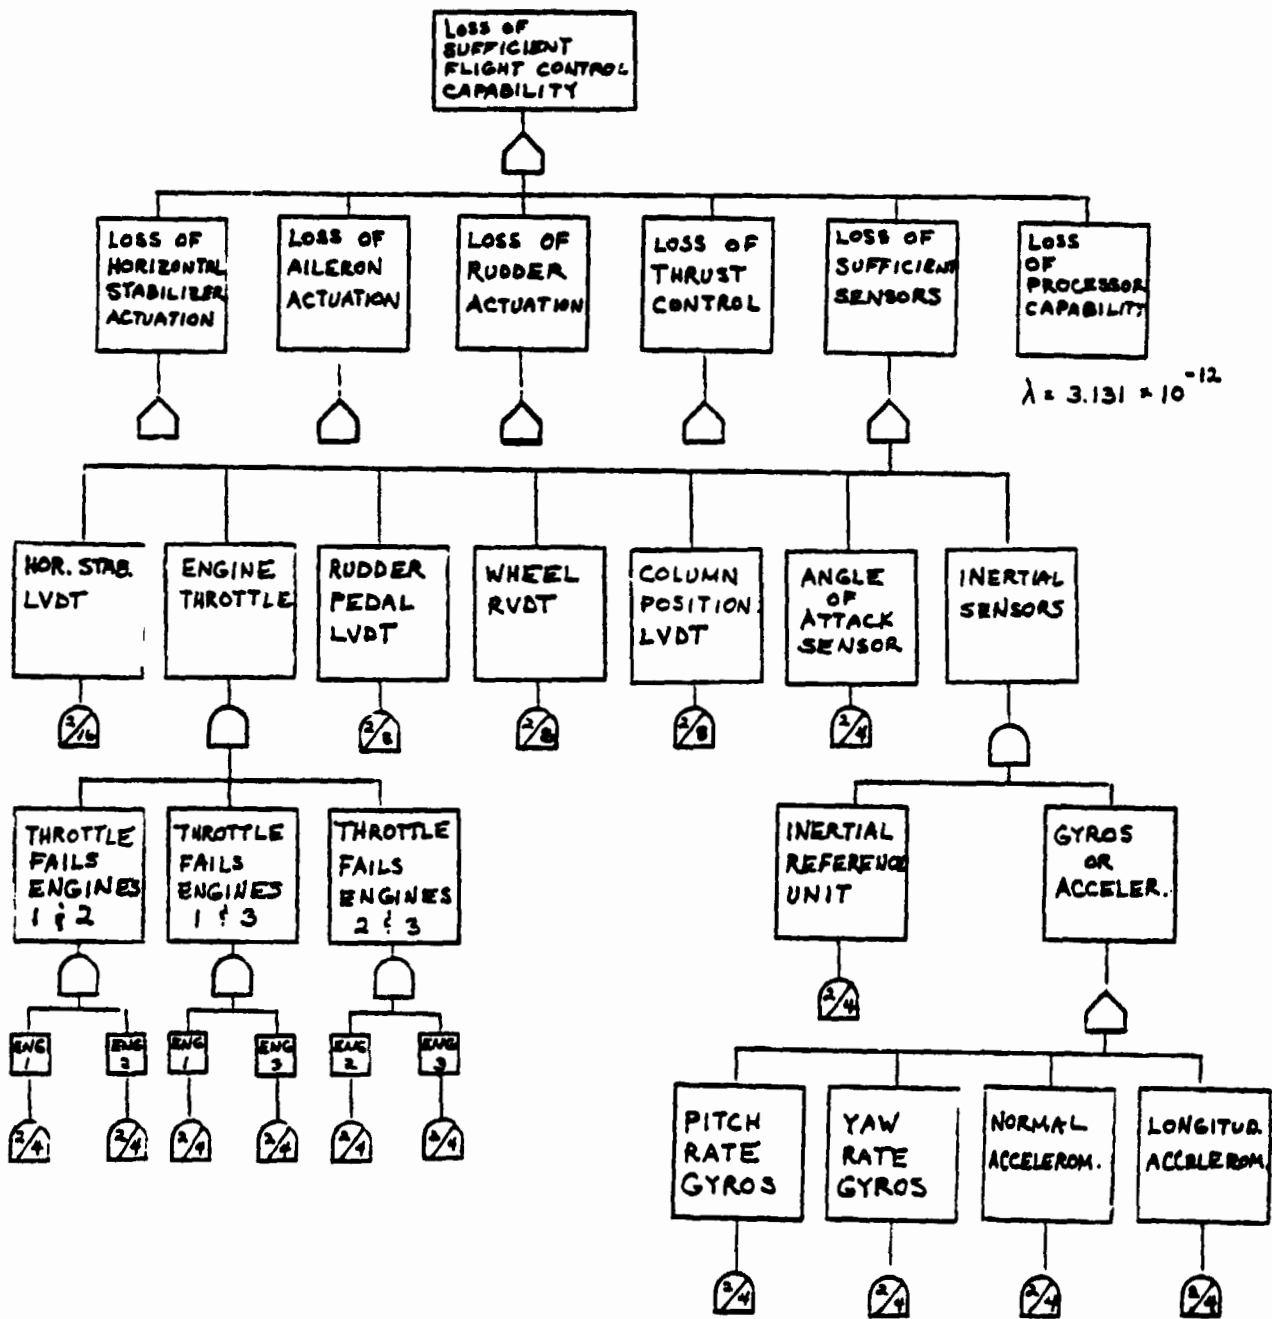 LOSS OF
SUFFICIENT
FLIGHT CONTROL
CAPABILITY
LOSS OF
HORIZONTAL
STABILIZER
ACTUATION
LOSS OF
AILERON
ACTUATION
LOSS OF
RUDDER
ACTUATION
LOSS OF
THRUST
CONTROL
LOSS OF
SUFFICIENT
SENSORS
LOSS
OF
PROCESSOR
CAPABILITY
λ = 3.131 × 10⁻¹²
HOR. STAB.
LVDT
ENGINE
THROTTLE
RUDDER
PEDAL
LVDT
WHEEL
RVDT
COLUMN
POSITION
LVDT
ANGLE
OF
ATTACK
SENSOR
INERTIAL
SENSORS
2/16
2/8
2/8
2/8
2/4
THROTTLE
FAILS
ENGINES
1 & 2
THROTTLE
FAILS
ENGINES
1 & 3
THROTTLE
FAILS
ENGINES
2 & 3
INERTIAL
REFERENCE
UNIT
GYROS
OR
ACCELER.
2/4
ENG
1
ENG
2
ENG
1
ENG
3
ENG
2
ENG
3
2/4
2/4
2/4
2/4
2/4
2/4
PITCH
RATE
GYROS
YAW
RATE
GYROS
NORMAL
ACCELEROM.
LONGITUD.
ACCELEROM.
2/4
2/4
2/4
2/4